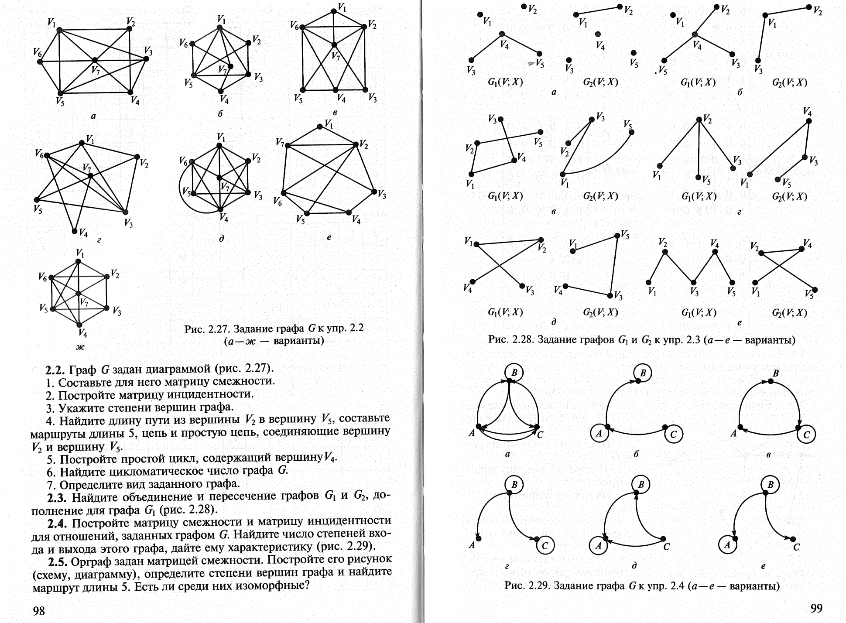 V₁ V₂ V₃ V₄ V₅ V₆ V₇
а
V₁ V₂ V₃ V₄ V₅ V₆ V₇
б
V₁ V₂ V₃ V₄ V₅ V₆ V₇
в
V₁ V₂ V₃ V₄ V₅ V₆ V₇
г
V₁ V₂ V₃ V₄ V₅ V₆ V₇
д
V₁ V₂ V₃ V₄ V₅ V₆ V₇
е
V₁ V₂ V₃ V₄ V₅ V₆ V₇
ж
Рис. 2.27. Задание графа G к упр. 2.2
(а—ж — варианты)
2.2. Граф G задан диаграммой (рис. 2.27).
1. Составьте для него матрицу смежности.
2. Постройте матрицу инцидентности.
3. Укажите степени вершин графа.
4. Найдите длину пути из вершины V₂ в вершину V₅, составьте
маршруты длины 5, цепь и простую цепь, соединяющие вершину
V₂ и вершину V₅.
5. Постройте простой цикл, содержащий вершину V₄.
6. Найдите цикломатическое число графа G.
7. Определите вид заданного графа.
2.3. Найдите объединение и пересечение графов G₁ и G₂, до-
полнение для графа G₁ (рис. 2.28).
2.4. Постройте матрицу смежности и матрицу инцидентности
для отношений, заданных графом G. Найдите число степеней вхо-
да и выхода этого графа, дайте ему характеристику (рис. 2.29).
2.5. Орграф задан матрицей смежности. Постройте его рисунок
(схему, диаграмму), определите степени вершин графа и найдите
маршрут длины 5. Есть ли среди них изоморфные?
98
V₁ V₂ V₃ V₄ V₅
G₁(V; X)
V₁ V₂ V₃ V₄ V₅
G₂(V; X)
а
V₁ V₂ V₃ V₄ V₅
G₁(V; X)
V₁ V₂ V₃
G₂(V; X)
б
V₃ V₂ V₅ V₄ V₁
G₁(V; X)
V₃ V₅ V₂ V₁
G₂(V; X)
в
V₂ V₁ V₃ V₅
G₁(V; X)
V₄ V₃ V₁ V₅
G₂(V; X)
г
V₁ V₂ V₄ V₃
G₁(V; X)
V₁ V₅ V₄ V₃
G₂(V; X)
д
V₂ V₄ V₁ V₃ V₅
G₁(V; X)
V₂ V₄ V₁ V₅
G₂(V; X)
е
Рис. 2.28. Задание графов G₁ и G₂ к упр. 2.3 (а—е — варианты)
B A C
а
B A C
б
B A C
в
B A C
г
B A C
д
B A C
е
Рис. 2.29. Задание графа G к упр. 2.4 (а—е — варианты)
99